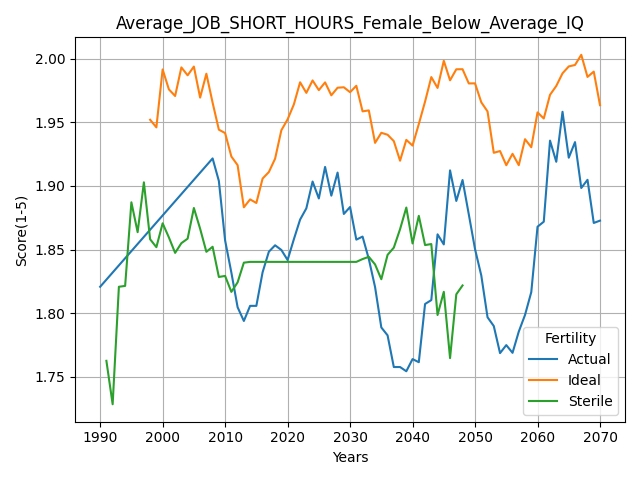 Average_JOB_SHORT_HOURS_Female_Below_Average_IQ
Score(1-5)
2.00
1.95
1.90
1.85
1.80
1.75
1990 2000 2010 2020 2030 2040 2050 2060 2070
Years
Fertility
Actual
Ideal
Sterile